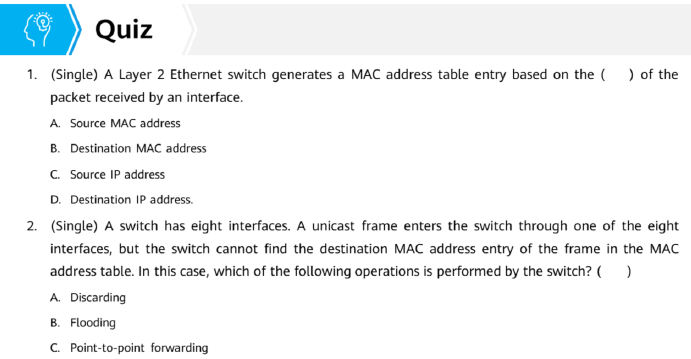 Quiz
1. (Single) A Layer 2 Ethernet switch generates a MAC address table entry based on the ( ) of the
packet received by an interface.
A. Source MAC address
B. Destination MAC address
C. Source IP address
D. Destination IP address.
2. (Single) A switch has eight interfaces. A unicast frame enters the switch through one of the eight
interfaces, but the switch cannot find the destination MAC address entry of the frame in the MAC
address table. In this case, which of the following operations is performed by the switch? ( )
A. Discarding
B. Flooding
C. Point-to-point forwarding